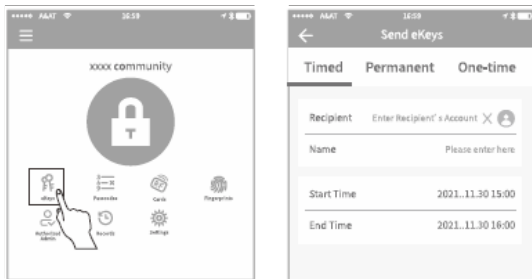 A&AT 16:59
xxxx community
T
eKeys Passcodes Cards Fingerprints
Authorized Admin Records Settings
A&AT 16:59
Send eKeys
Timed Permanent One-time
Recipient Enter Recipient's Account
Name Please enter here
Start Time 2021..11.30 15:00
End Time 2021..11.30 16:00